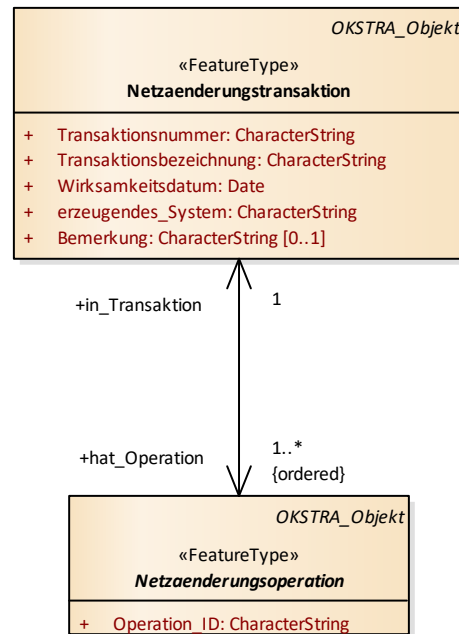 OKSTRA_Objekt
«FeatureType»
Netzaenderungstransaktion
+ Transaktionsnummer: CharacterString
+ Transaktionsbezeichnung: CharacterString
+ Wirksamkeitsdatum: Date
+ erzeugendes_System: CharacterString
+ Bemerkung: CharacterString [0..1]
+in_Transaktion 1
+hat_Operation 1..*
{ordered}
OKSTRA_Objekt
«FeatureType»
Netzaenderungsoperation
+ Operation_ID: CharacterString